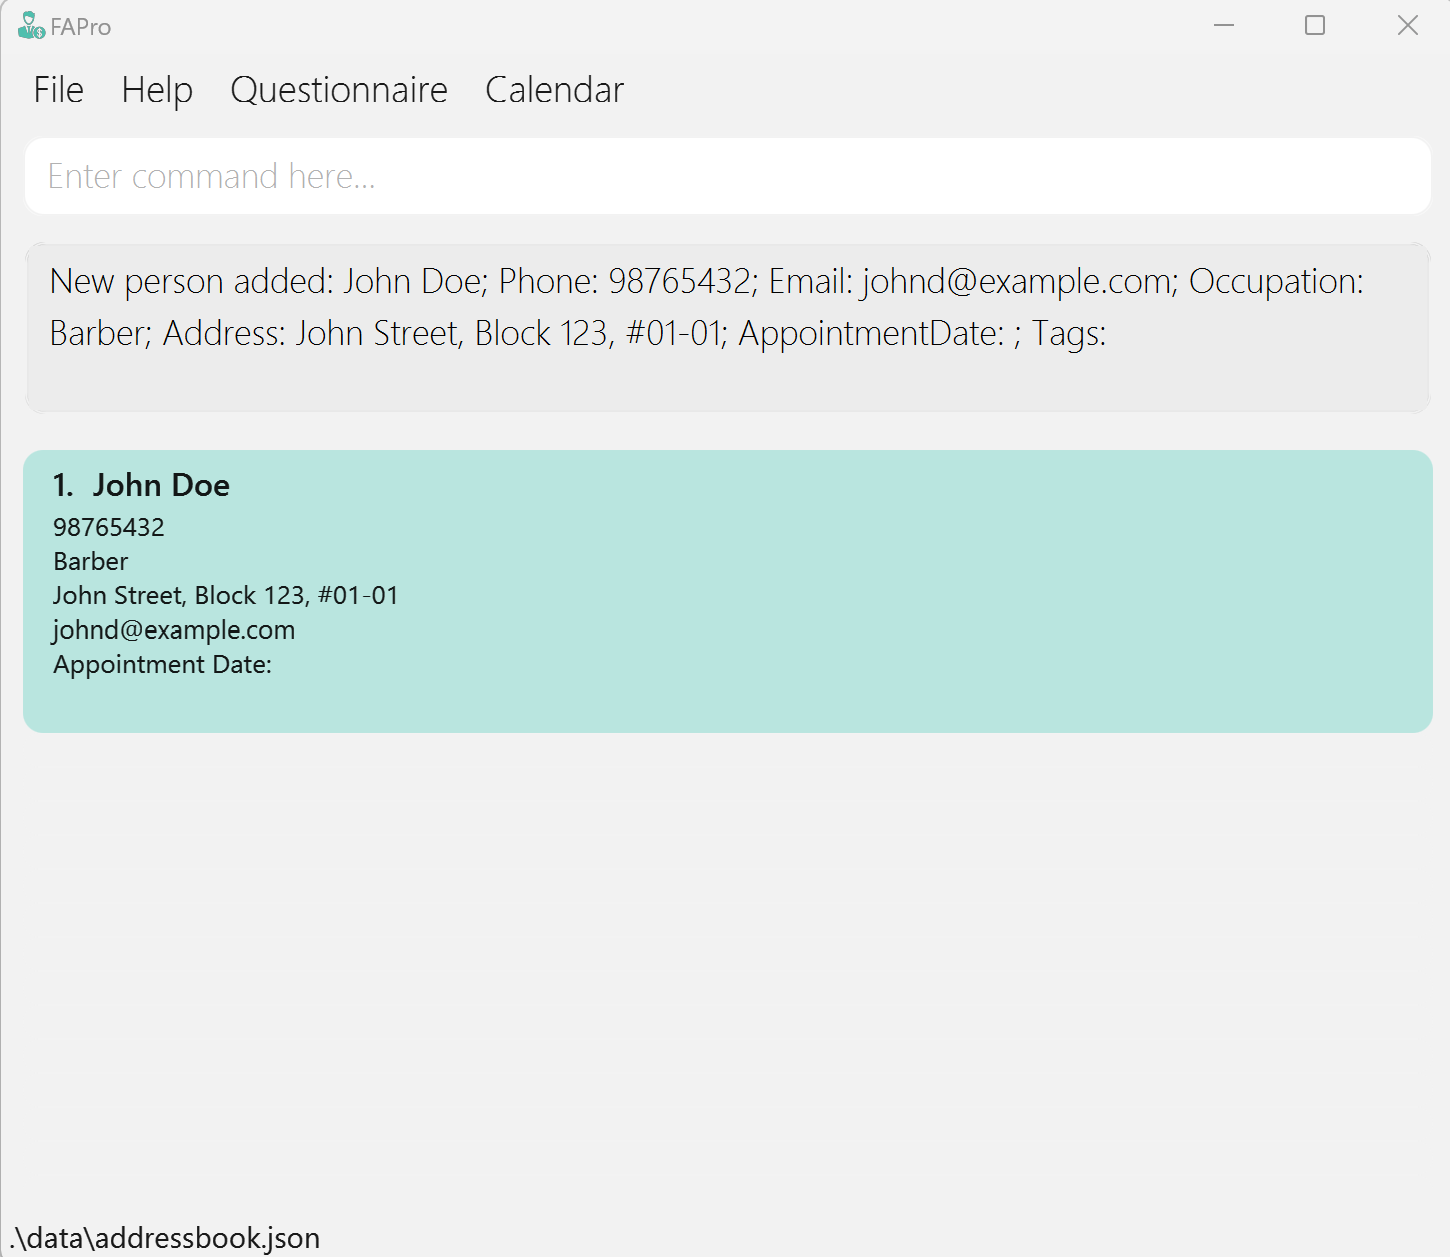 FAPro
File Help Questionnaire Calendar
Enter command here...
New person added: John Doe; Phone: 98765432; Email: johnd@example.com; Occupation:
Barber; Address: John Street, Block 123, #01-01; AppointmentDate: ; Tags:
1. John Doe
98765432
Barber
John Street, Block 123, #01-01
johnd@example.com
Appointment Date:
.\data\addressbook.json